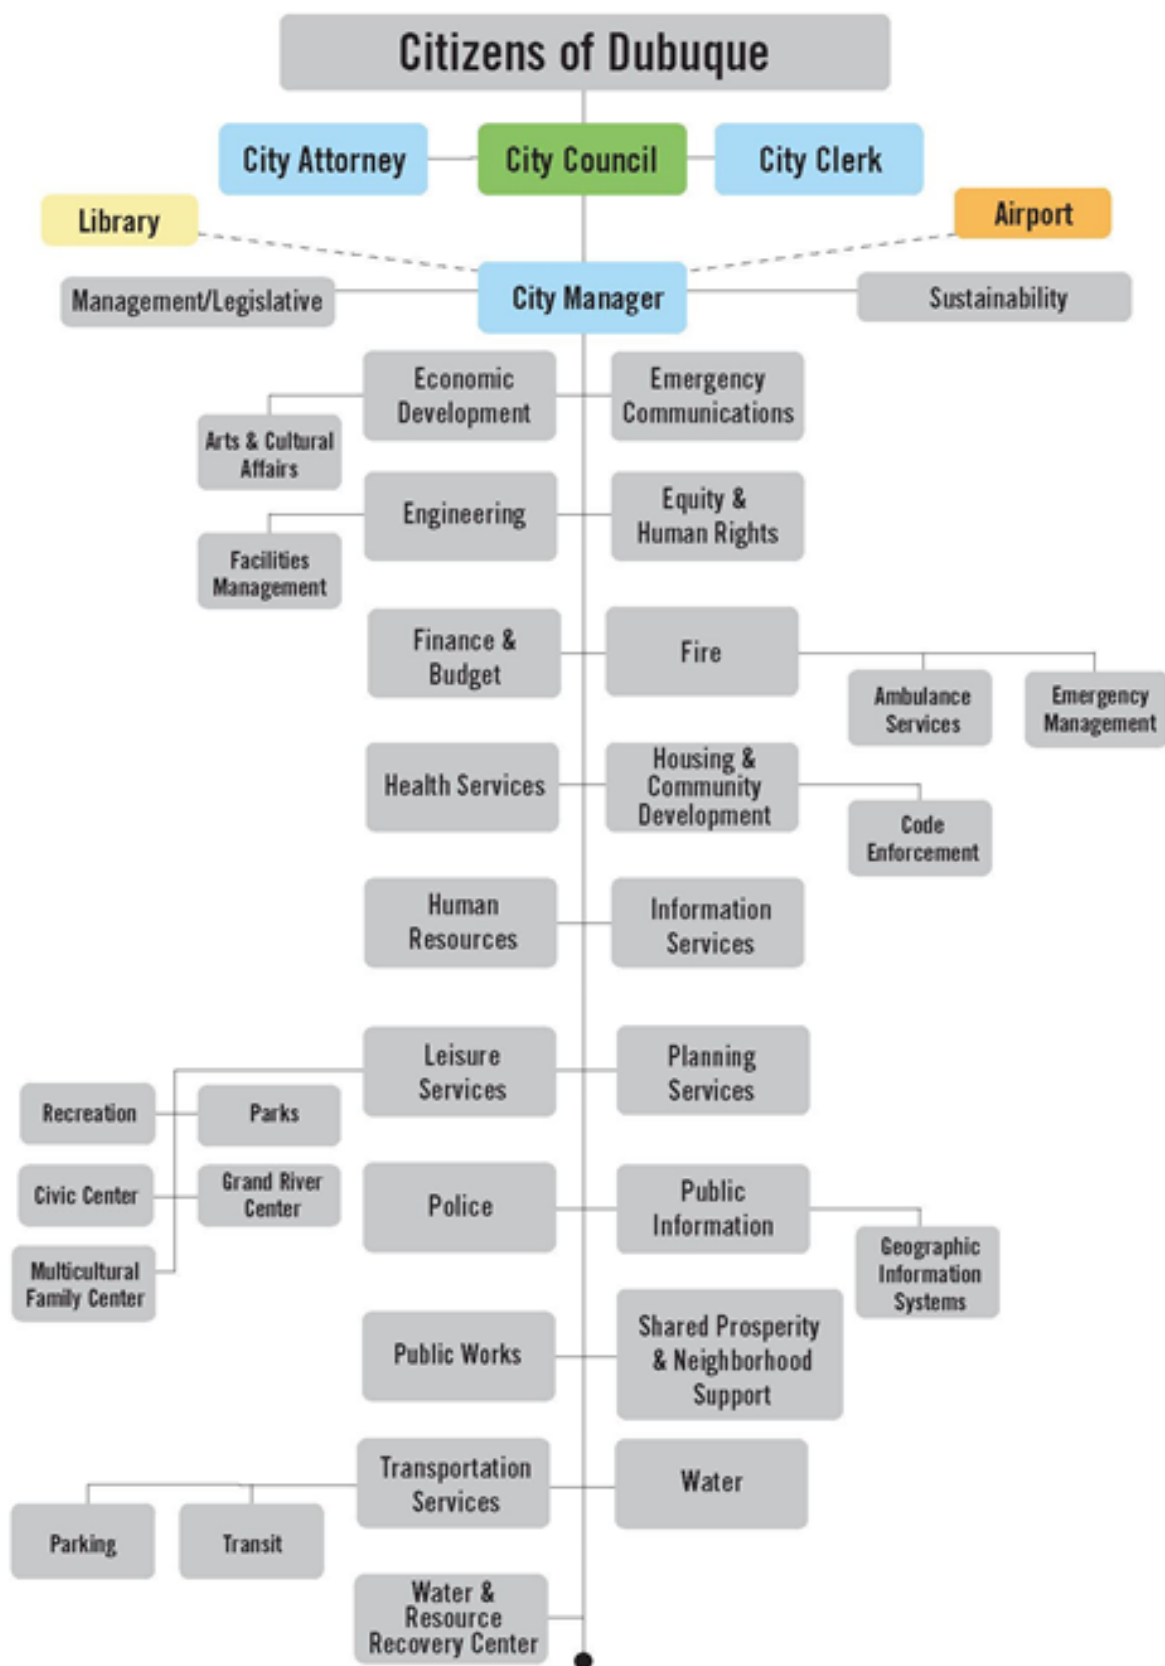 Citizens of Dubuque
City Attorney
City Council
City Clerk
Library
Airport
Management/Legislative
City Manager
Sustainability
Economic
Development
Emergency
Communications
Arts & Cultural
Affairs
Engineering
Equity &
Human Rights
Facilities
Management
Finance &
Budget
Fire
Ambulance
Services
Emergency
Management
Health Services
Housing &
Community
Development
Code
Enforcement
Human
Resources
Information
Services
Leisure
Services
Planning
Services
Recreation
Parks
Civic Center
Grand River
Center
Multicultural
Family Center
Police
Public
Information
Geographic
Information
Systems
Public Works
Shared Prosperity
& Neighborhood
Support
Transportation
Services
Water
Parking
Transit
Water &
Resource
Recovery Center